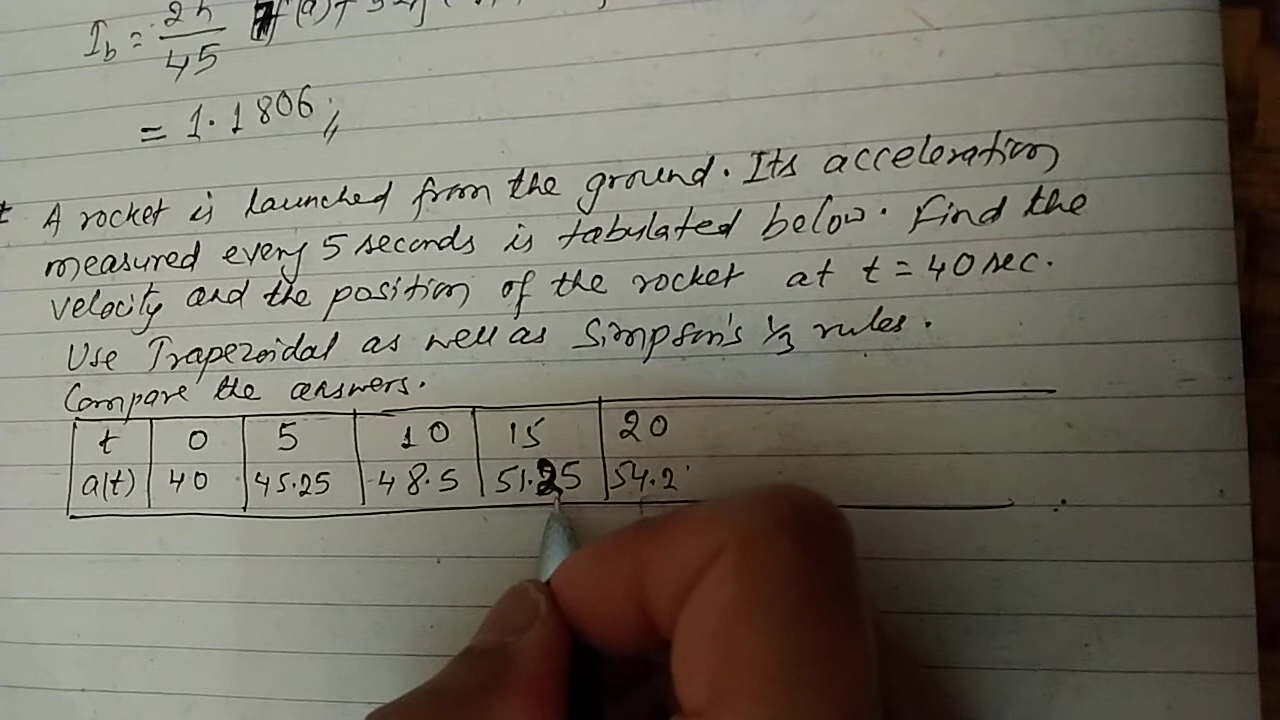 I_b = 2h
45
= 1.1806
A rocket is launched from the ground. Its acceleration
measured every 5 seconds is tabulated below. Find the
velocity and the position of the rocket at t = 40 sec.
Use Trapezoidal as well as Simpson's 1/3 rules.
Compare the answers.
t 0 5 10 15 20
a(t) 40 45.25 48.5 51.25 54.2